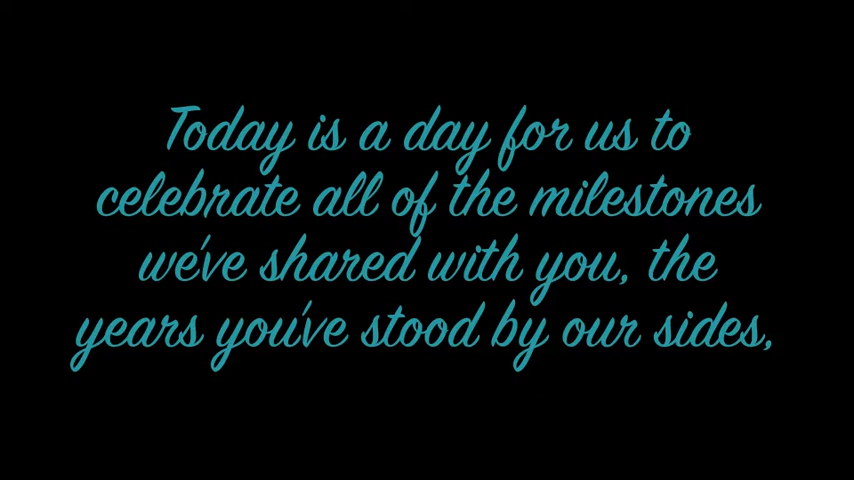 Today is a day for us to
celebrate all of the milestones
we've shared with you, the
years you've stood by our sides,